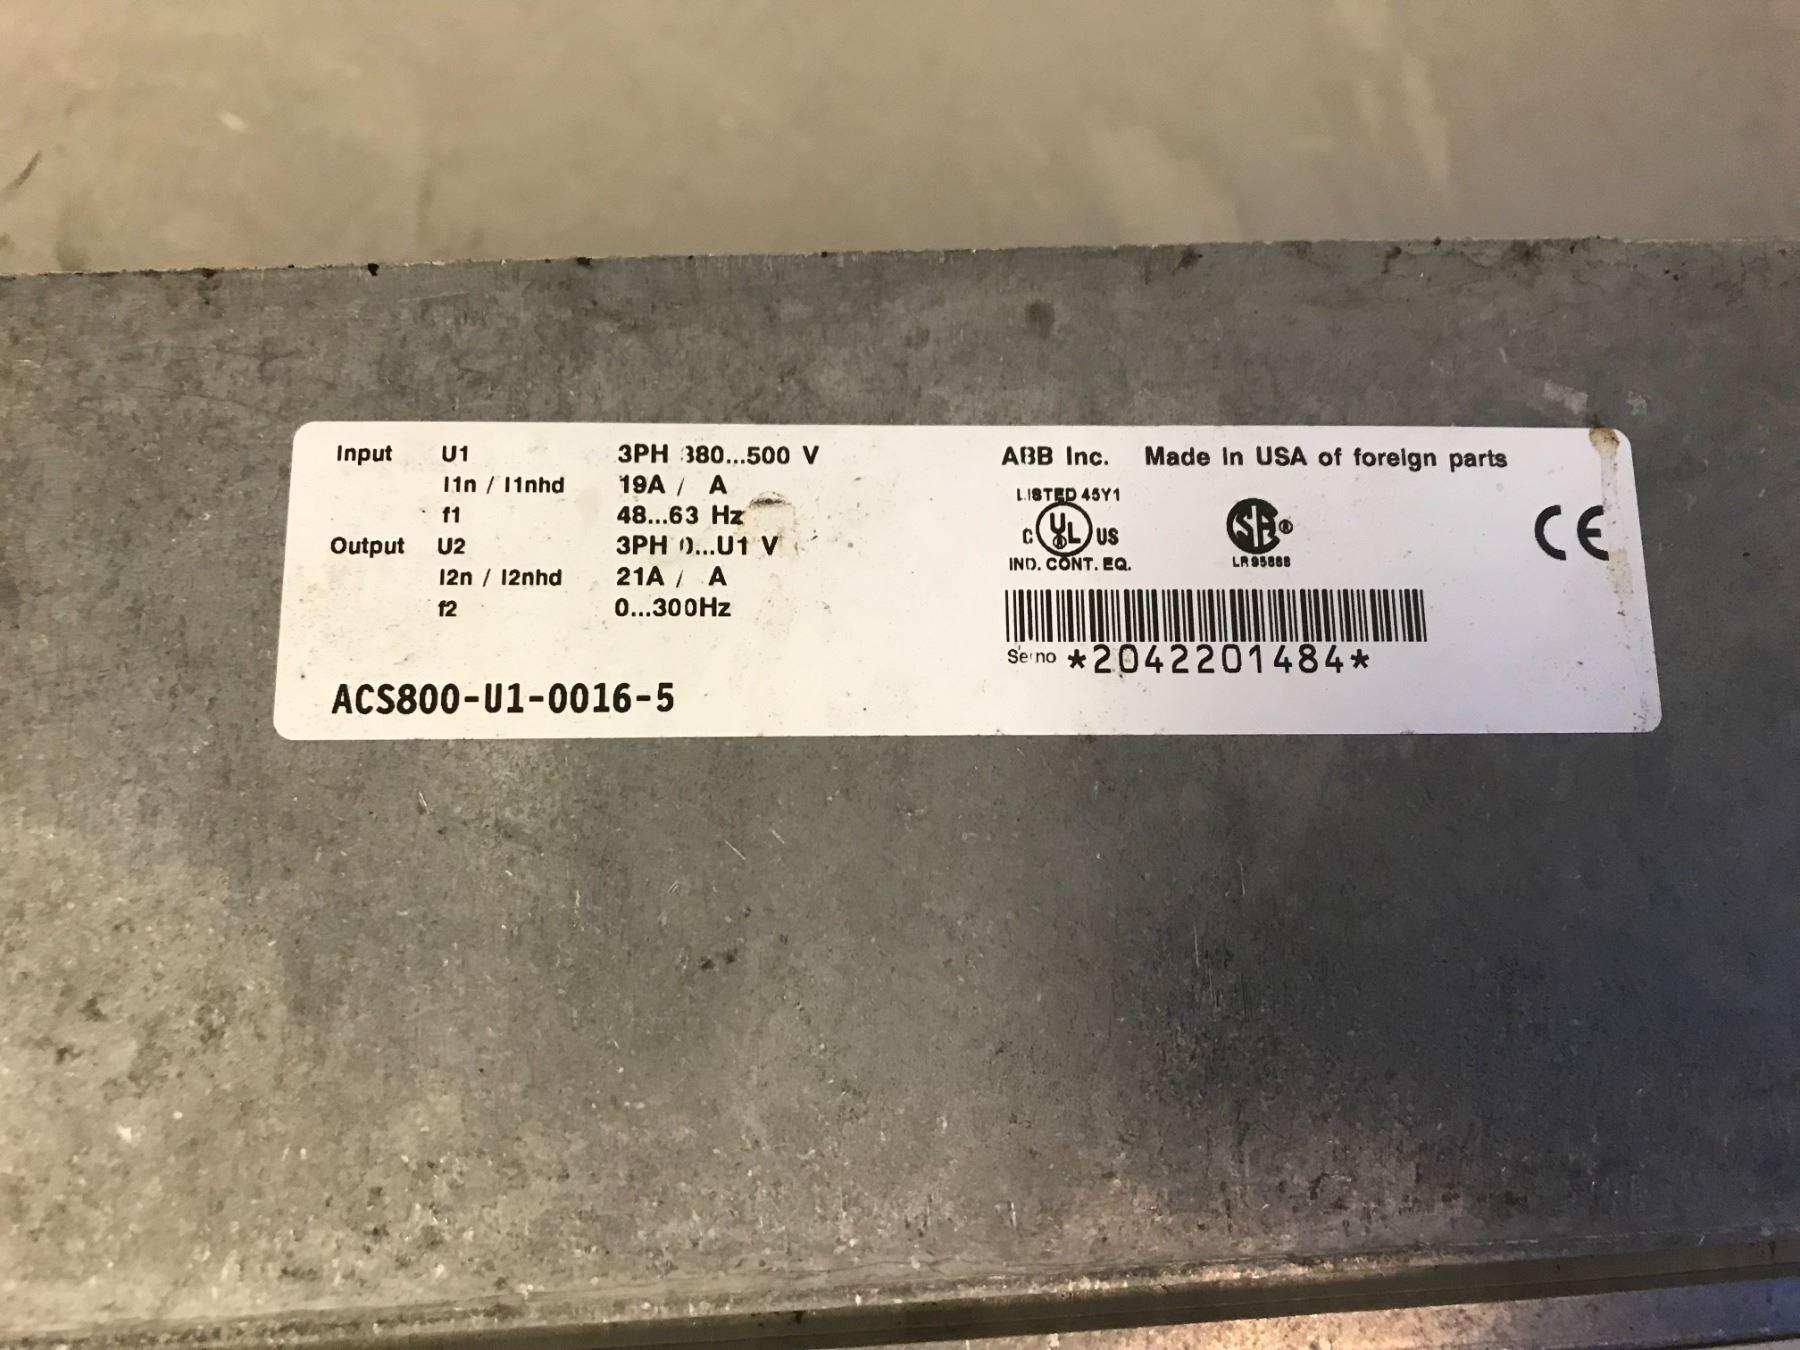 Input U1 3PH 380...500 V
I1n / I1nhd 19A / A
f1 48...63 Hz
Output U2 3PH 0...U1 V
I2n / I2nhd 21A / A
f2 0...300Hz
ACS800-U1-0016-5
ABB Inc. Made in USA of foreign parts
LISTED 45Y1
C UL US
®
IND. CONT. EQ.
SA ®
LR95888
CE
Ser no *2042201484*